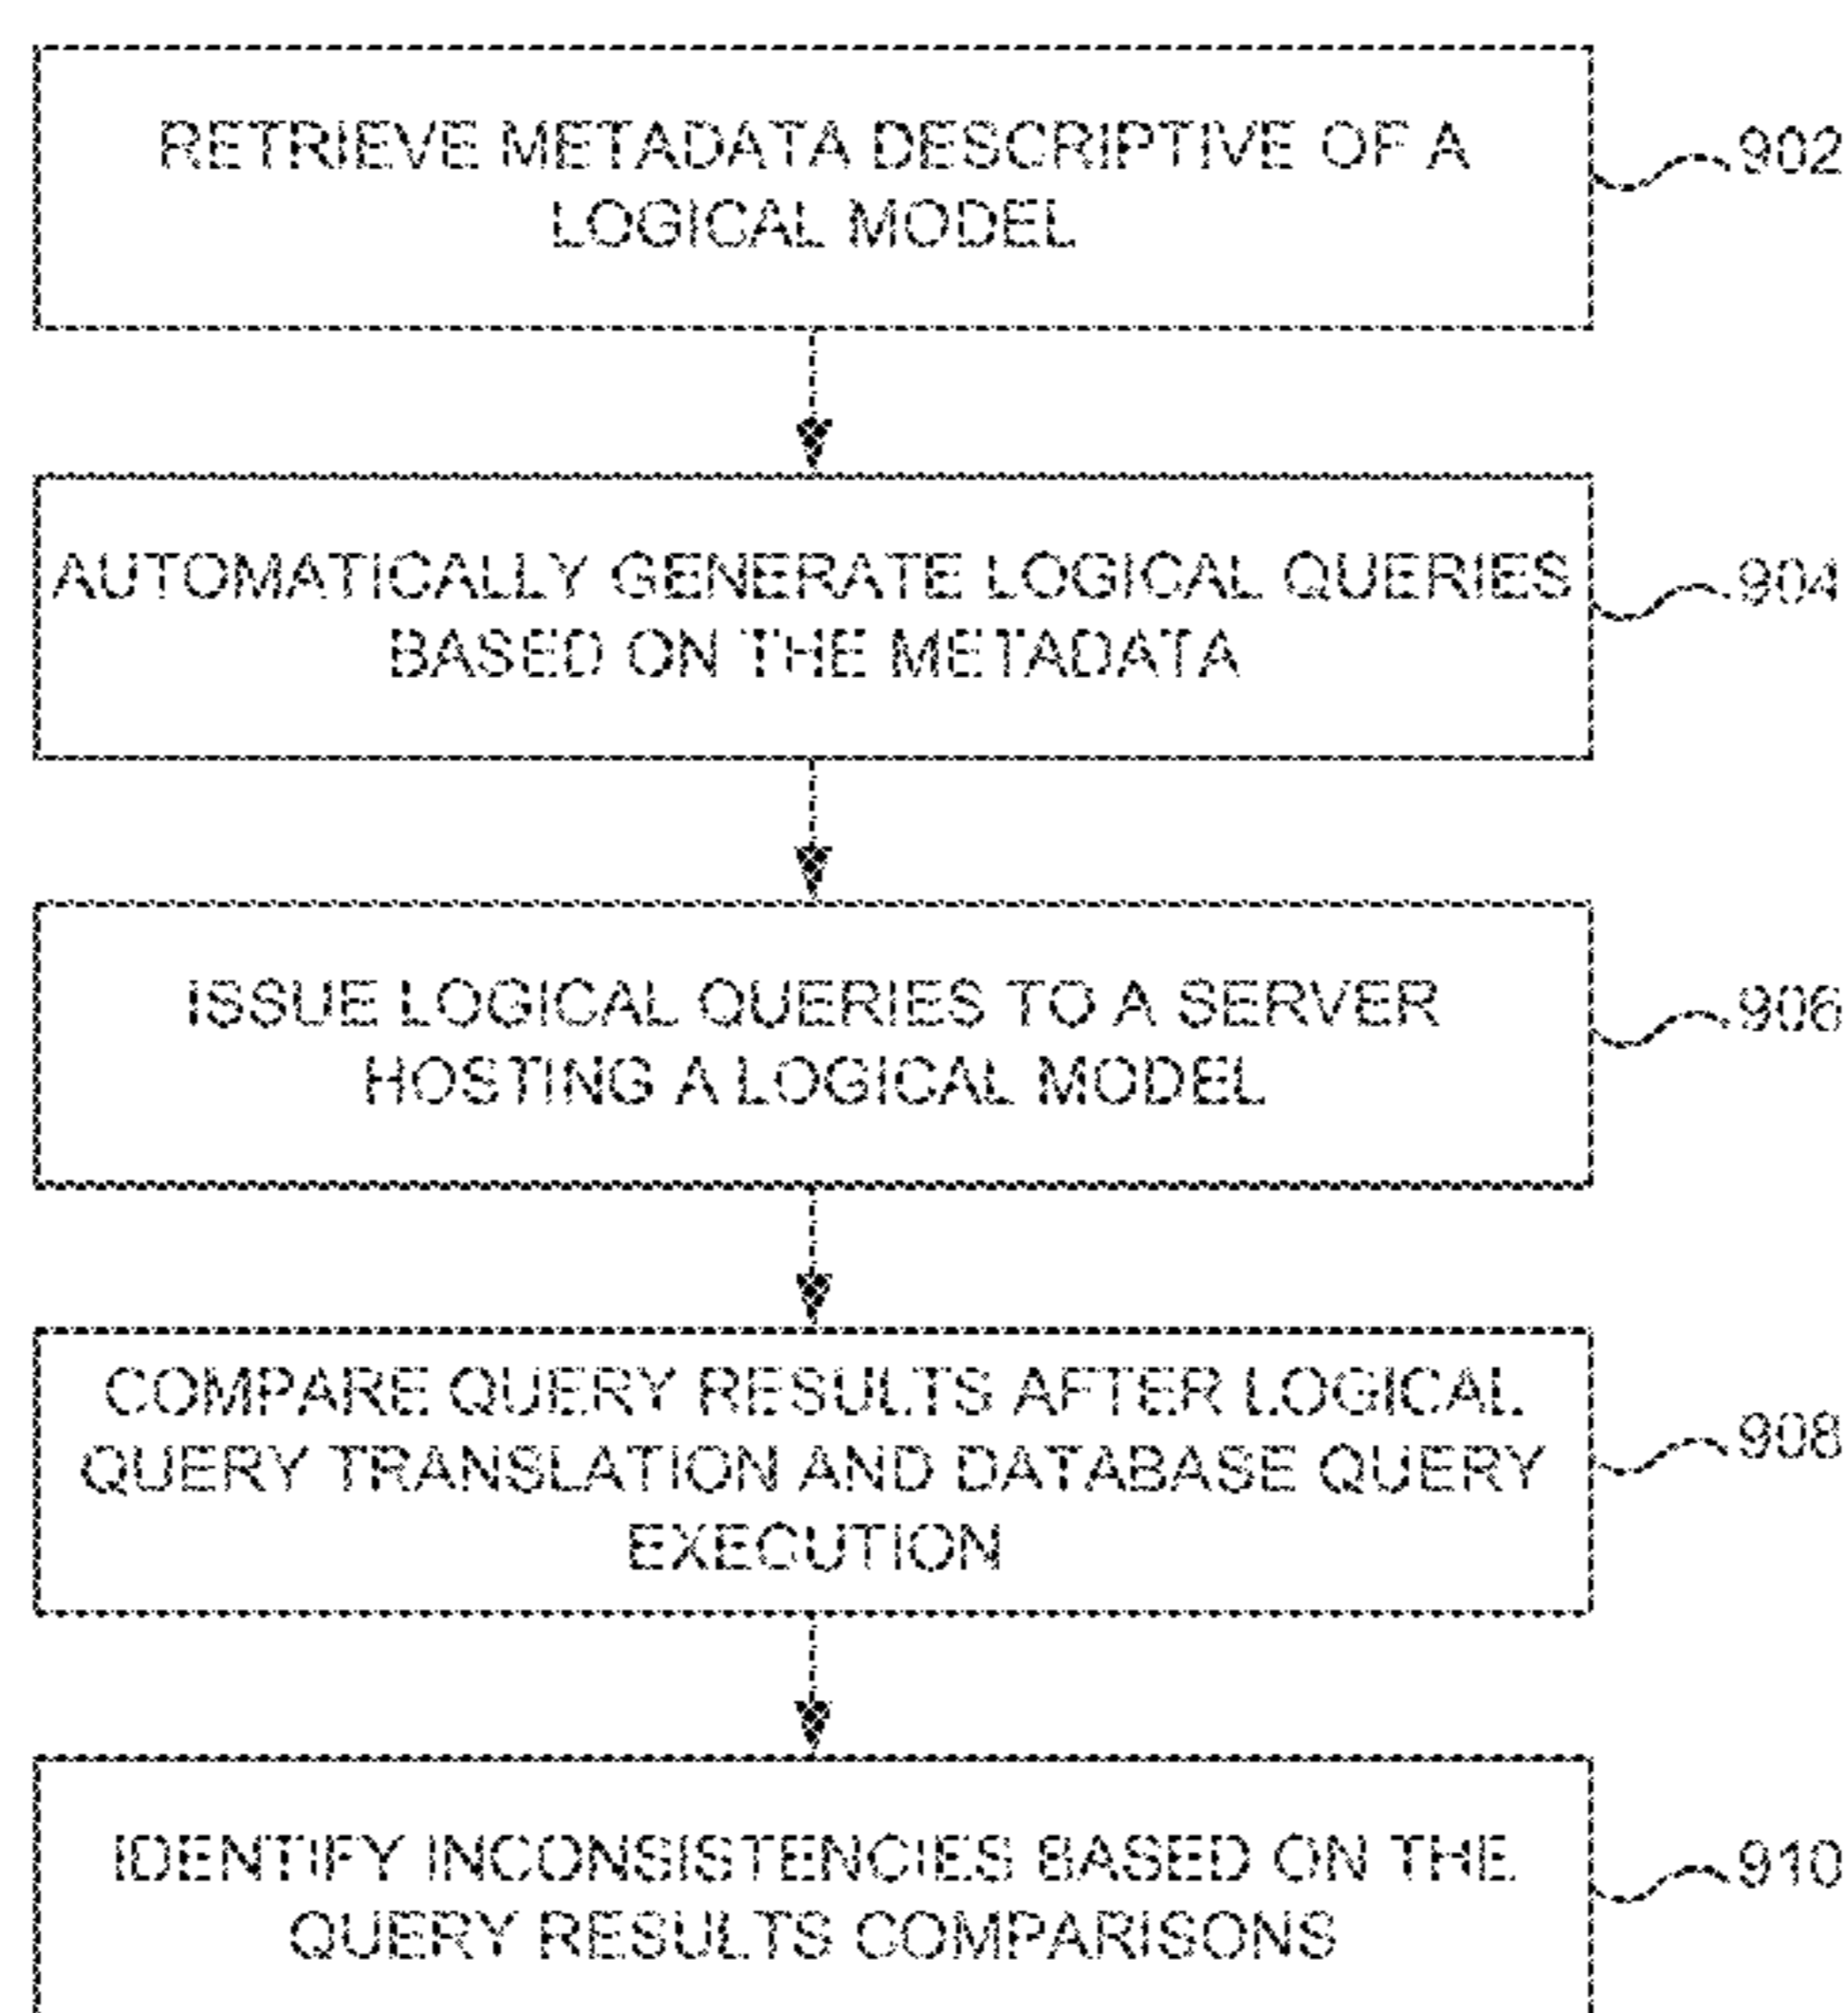 RETRIEVE METADATA DESCRIPTIVE OF A
LOGICAL MODEL
902
AUTOMATICALLY GENERATE LOGICAL QUERIES
BASED ON THE METADATA
904
ISSUE LOGICAL QUERIES TO A SERVER
HOSTING A LOGICAL MODEL
906
COMPARE QUERY RESULTS AFTER LOGICAL
QUERY TRANSLATION AND DATABASE QUERY
EXECUTION
908
IDENTIFY INCONSISTENCIES BASED ON THE
QUERY RESULTS COMPARISONS
910